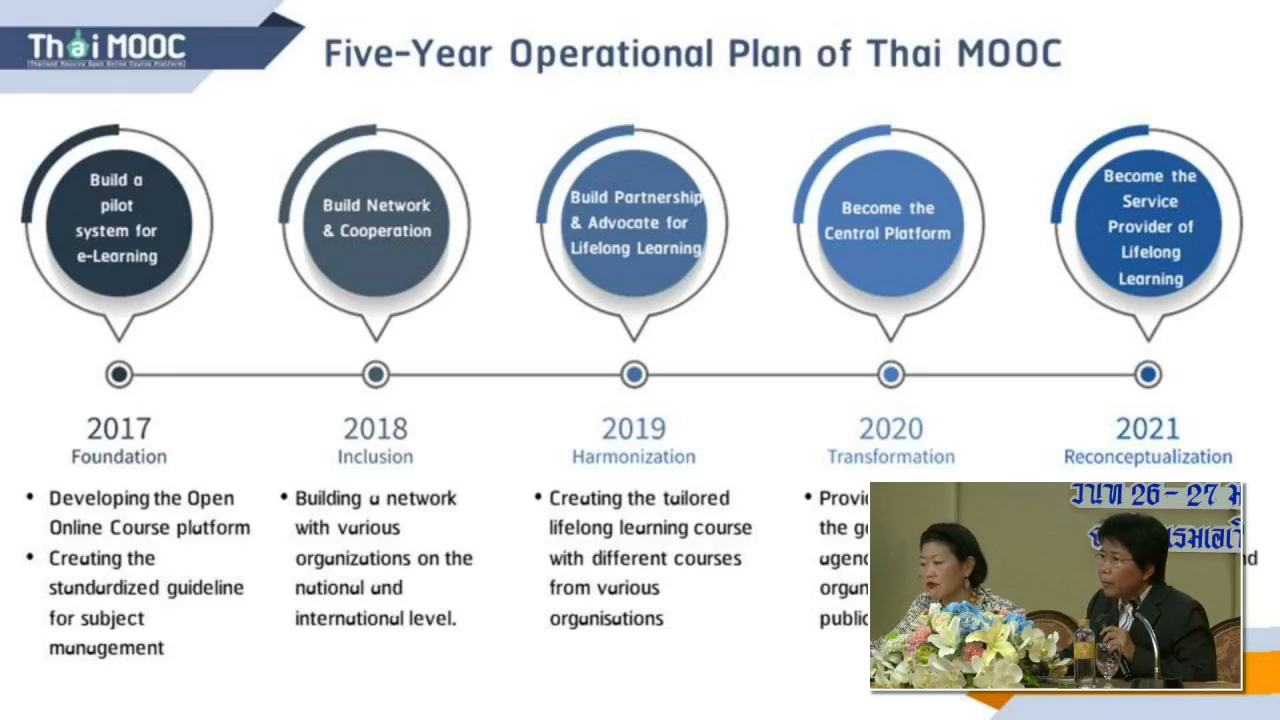 Thai MOOC
Five-Year Operational Plan of Thai MOOC
Build a
pilot
system for
e-Learning
Build Network
& Cooperation
Build Partnership
& Advocate for
Lifelong Learning
Become the
Central Platform
Become the
Service
Provider of
Lifelong
Learning
2017
Foundation
• Developing the Open
Online Course platform
• Creating the
standardized guideline
for subject
management
2018
Inclusion
• Building a network
with various
organizations on the
national and
international level.
2019
Harmonization
• Creating the tailored
lifelong learning course
with different courses
from various
organisations
2020
Transformation
2021
Reconceptualization
26 - 27